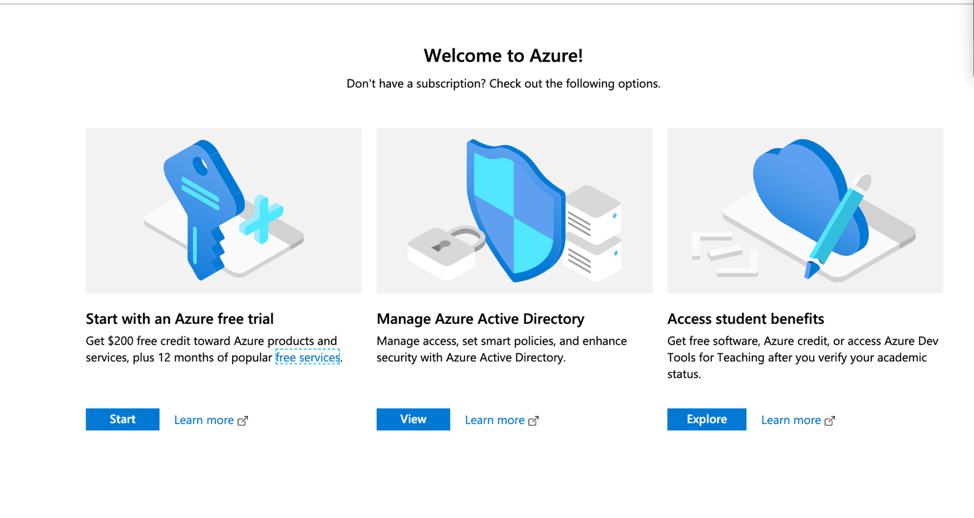 Welcome to Azure!
Don't have a subscription? Check out the following options.
Start with an Azure free trial
Get $200 free credit toward Azure products and
services, plus 12 months of popular free services.
Start
Learn more
Manage Azure Active Directory
Manage access, set smart policies, and enhance
security with Azure Active Directory.
View
Learn more
Access student benefits
Get free software, Azure credit, or access Azure Dev
Tools for Teaching after you verify your academic
status.
Explore
Learn more